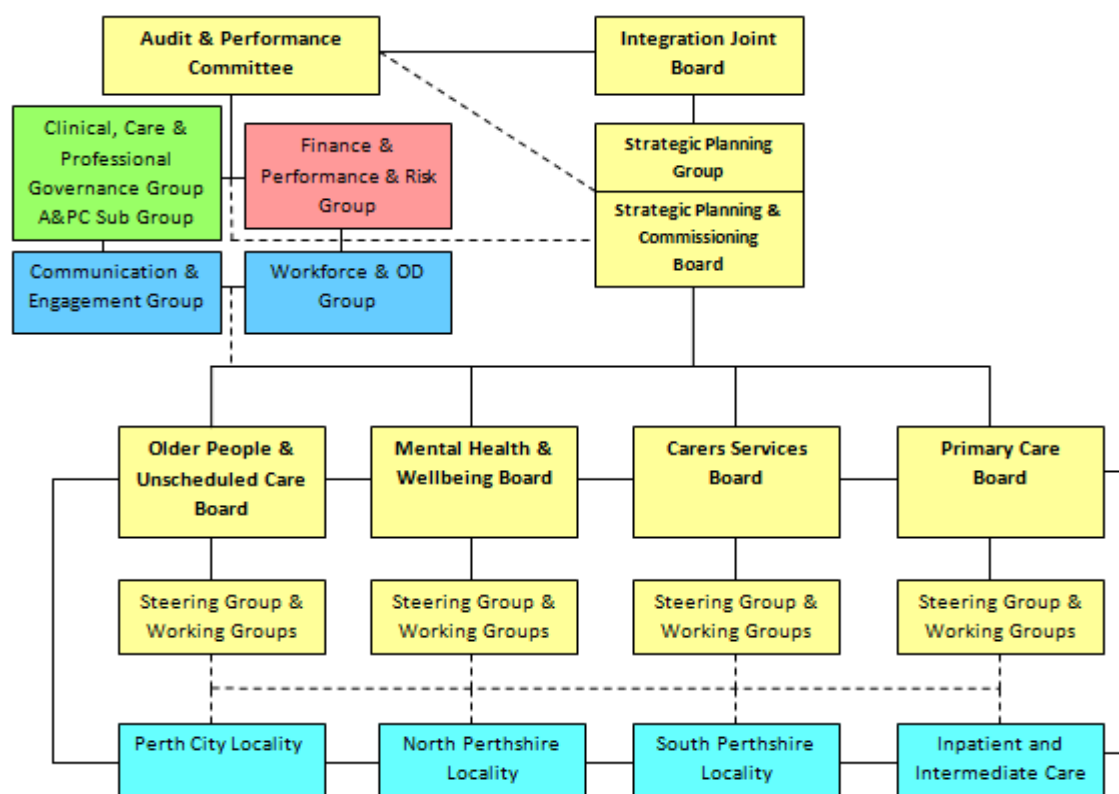 Audit & Performance
Committee
Integration Joint
Board
Clinical, Care &
Professional
Governance Group
A&PC Sub Group
Finance &
Performance & Risk
Group
Strategic Planning
Group
Strategic Planning &
Commissioning
Board
Communication &
Engagement Group
Workforce & OD
Group
Older People &
Unscheduled Care
Board
Mental Health &
Wellbeing Board
Carers Services
Board
Primary Care
Board
Steering Group &
Working Groups
Steering Group &
Working Groups
Steering Group &
Working Groups
Steering Group &
Working Groups
Perth City Locality
North Perthshire
Locality
South Perthshire
Locality
Inpatient and
Intermediate Care